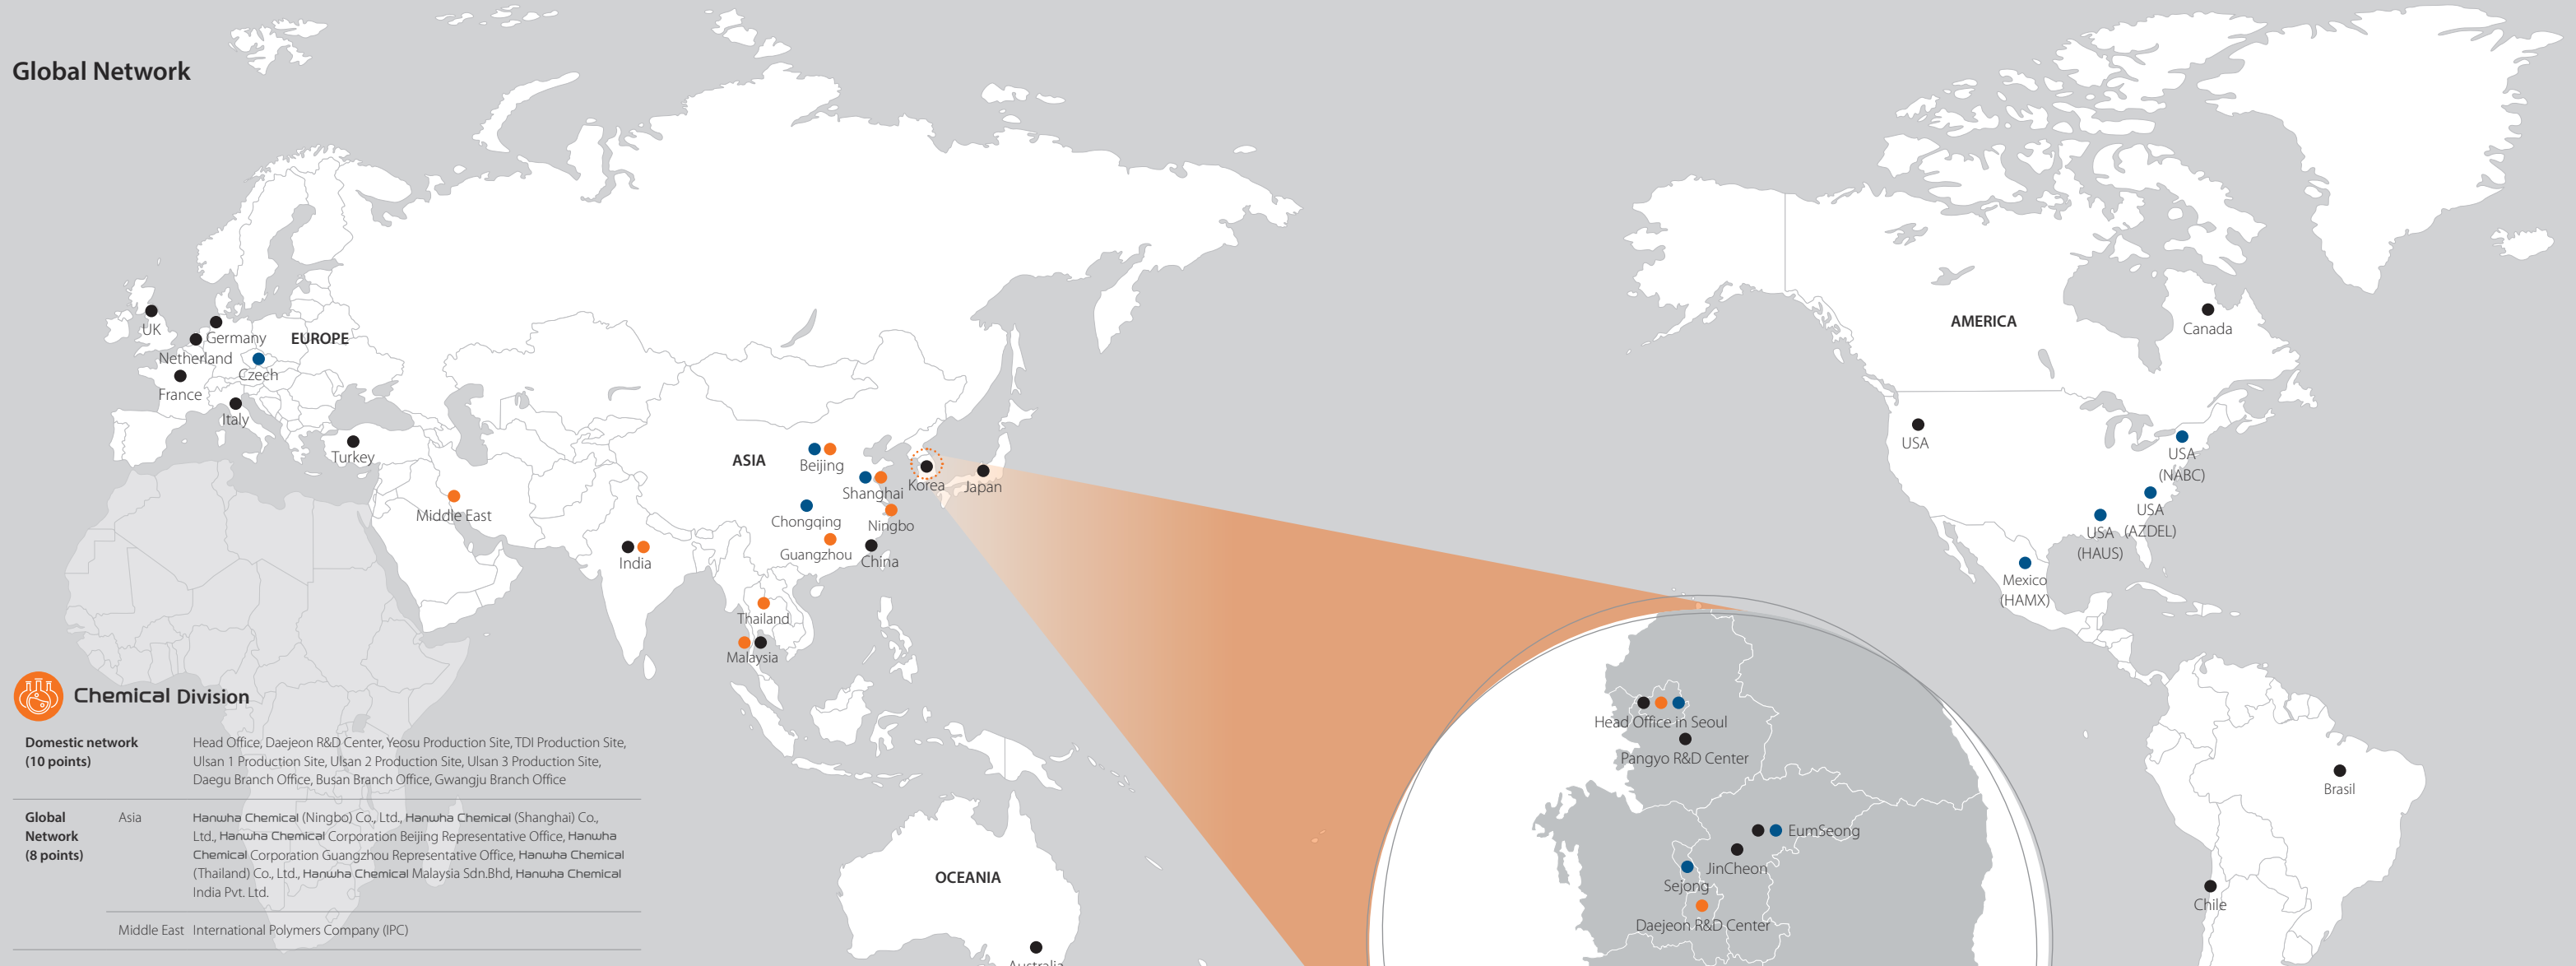 Global Network
UK
Germany
EUROPE
Netherland
Czech
France
Italy
Turkey
Middle East
ASIA
Beijing
Shanghai
Korea
Japan
Chongqing
Ningbo
Guangzhou
China
India
Thailand
Malaysia
OCEANIA
Australia
AMERICA
Canada
USA
USA
(NABC)
USA
(AZDEL)
USA
(HAUS)
Mexico
(HAMX)
Brasil
Chile
Head Office in Seoul
Pangyo R&D Center
EumSeong
JinCheon
Sejong
Daejeon R&D Center
Chemical Division
Domestic network
(10 points)
Head Office, Daejeon R&D Center, Yeosu Production Site, TDI Production Site,
Ulsan 1 Production Site, Ulsan 2 Production Site, Ulsan 3 Production Site,
Daegu Branch Office, Busan Branch Office, Gwangju Branch Office
Global
Network
(8 points)
Asia
Hanwha Chemical (Ningbo) Co., Ltd., Hanwha Chemical (Shanghai) Co.,
Ltd., Hanwha Chemical Corporation Beijing Representative Office, Hanwha
Chemical Corporation Guangzhou Representative Office, Hanwha Chemical
(Thailand) Co., Ltd., Hanwha Chemical Malaysia Sdn.Bhd, Hanwha Chemical
India Pvt. Ltd.
Middle East International Polymers Company (IPC)